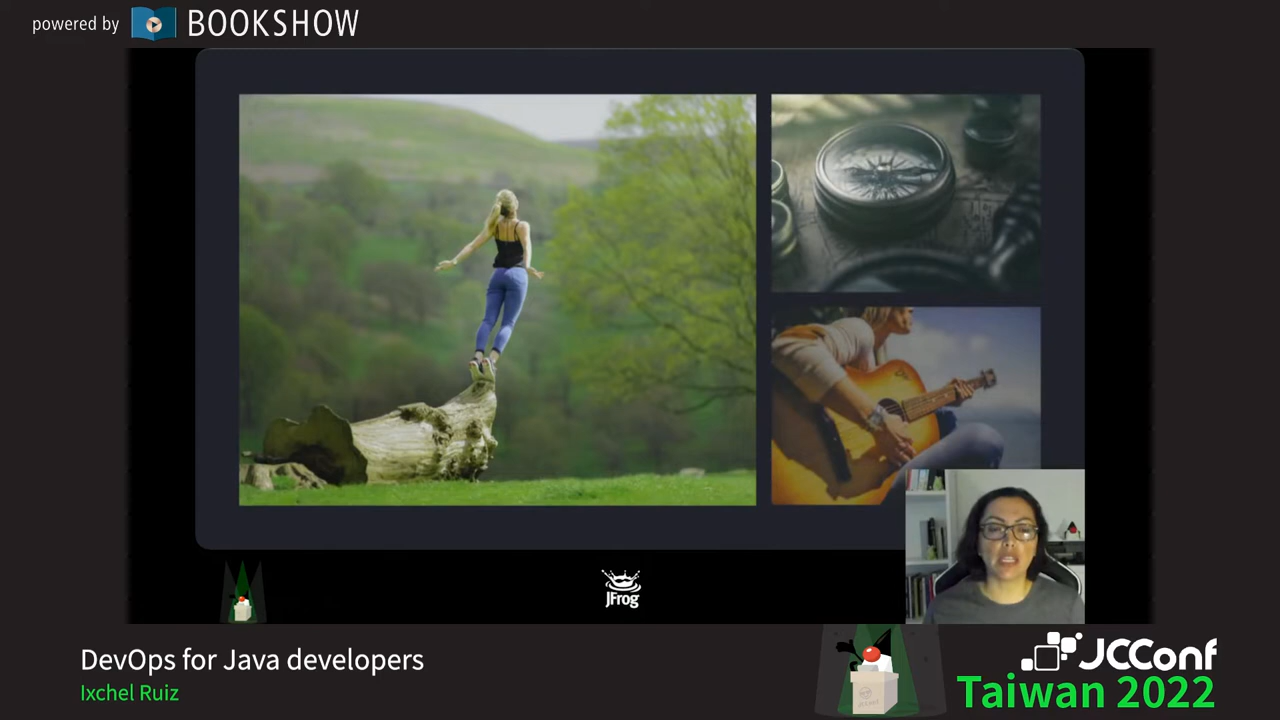 powered by BOOKSHOW
JFrog
DevOps for Java developers
Ixchel Ruiz
JCConf
Taiwan 2022